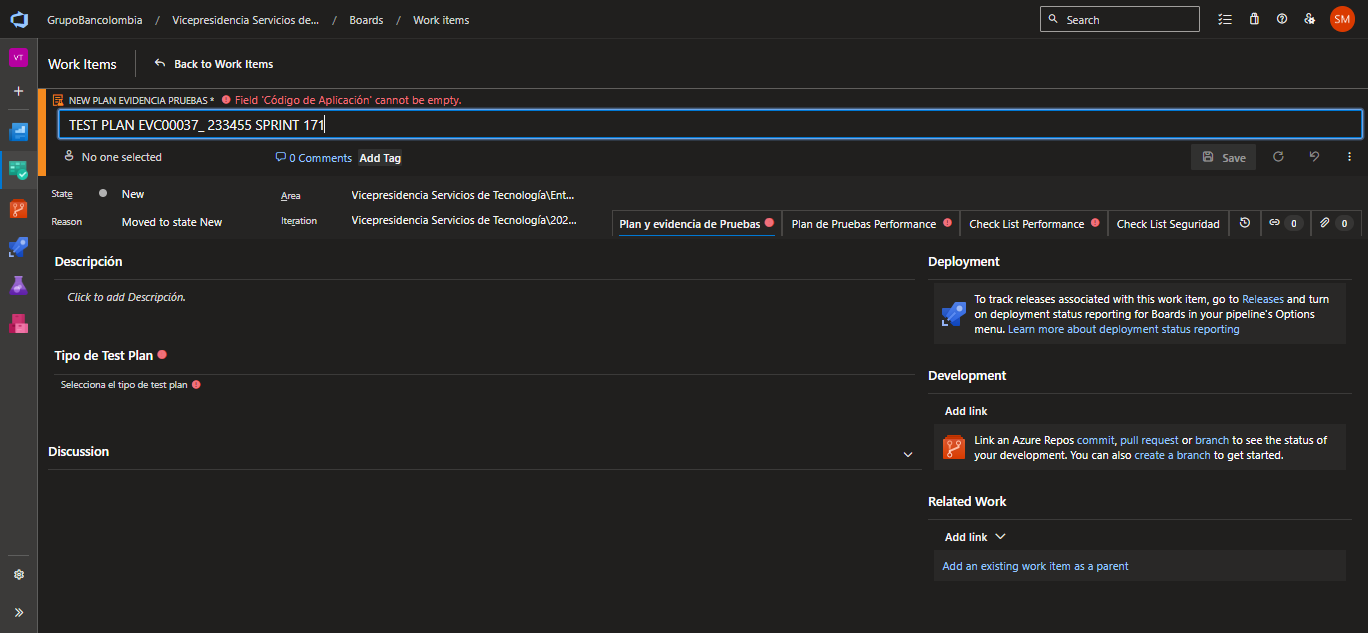 GrupoBancolombia / Vicepresidencia Servicios de... / Boards / Work items
Search
SM
VT
Work Items
Back to Work Items
NEW PLAN EVIDENCIA PRUEBAS * Field 'Código de Aplicación' cannot be empty.
TEST PLAN EVC00037_ 233455 SPRINT 171
No one selected
0 Comments
Add Tag
Save
State
New
Area
Vicepresidencia Servicios de Tecnología\Ent...
Reason
Moved to state New
Iteration
Vicepresidencia Servicios de Tecnología\202...
Plan y evidencia de Pruebas
Plan de Pruebas Performance
Check List Performance
Check List Seguridad
0
0
Descripción
Click to add Descripción.
Tipo de Test Plan
Selecciona el tipo de test plan
Discussion
Deployment
To track releases associated with this work item, go to Releases and turn
on deployment status reporting for Boards in your pipeline's Options
menu. Learn more about deployment status reporting
Development
Add link
Link an Azure Repos commit, pull request or branch to see the status of
your development. You can also create a branch to get started.
Related Work
Add link
Add an existing work item as a parent